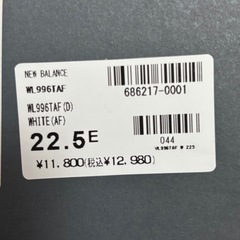 NEW BALANCE
WL996TAF
686217-0001
WL996TAF(D)
WHITE(AF)
22.5E
044
¥11,800(税込¥12,980)
WL996TAF W 225